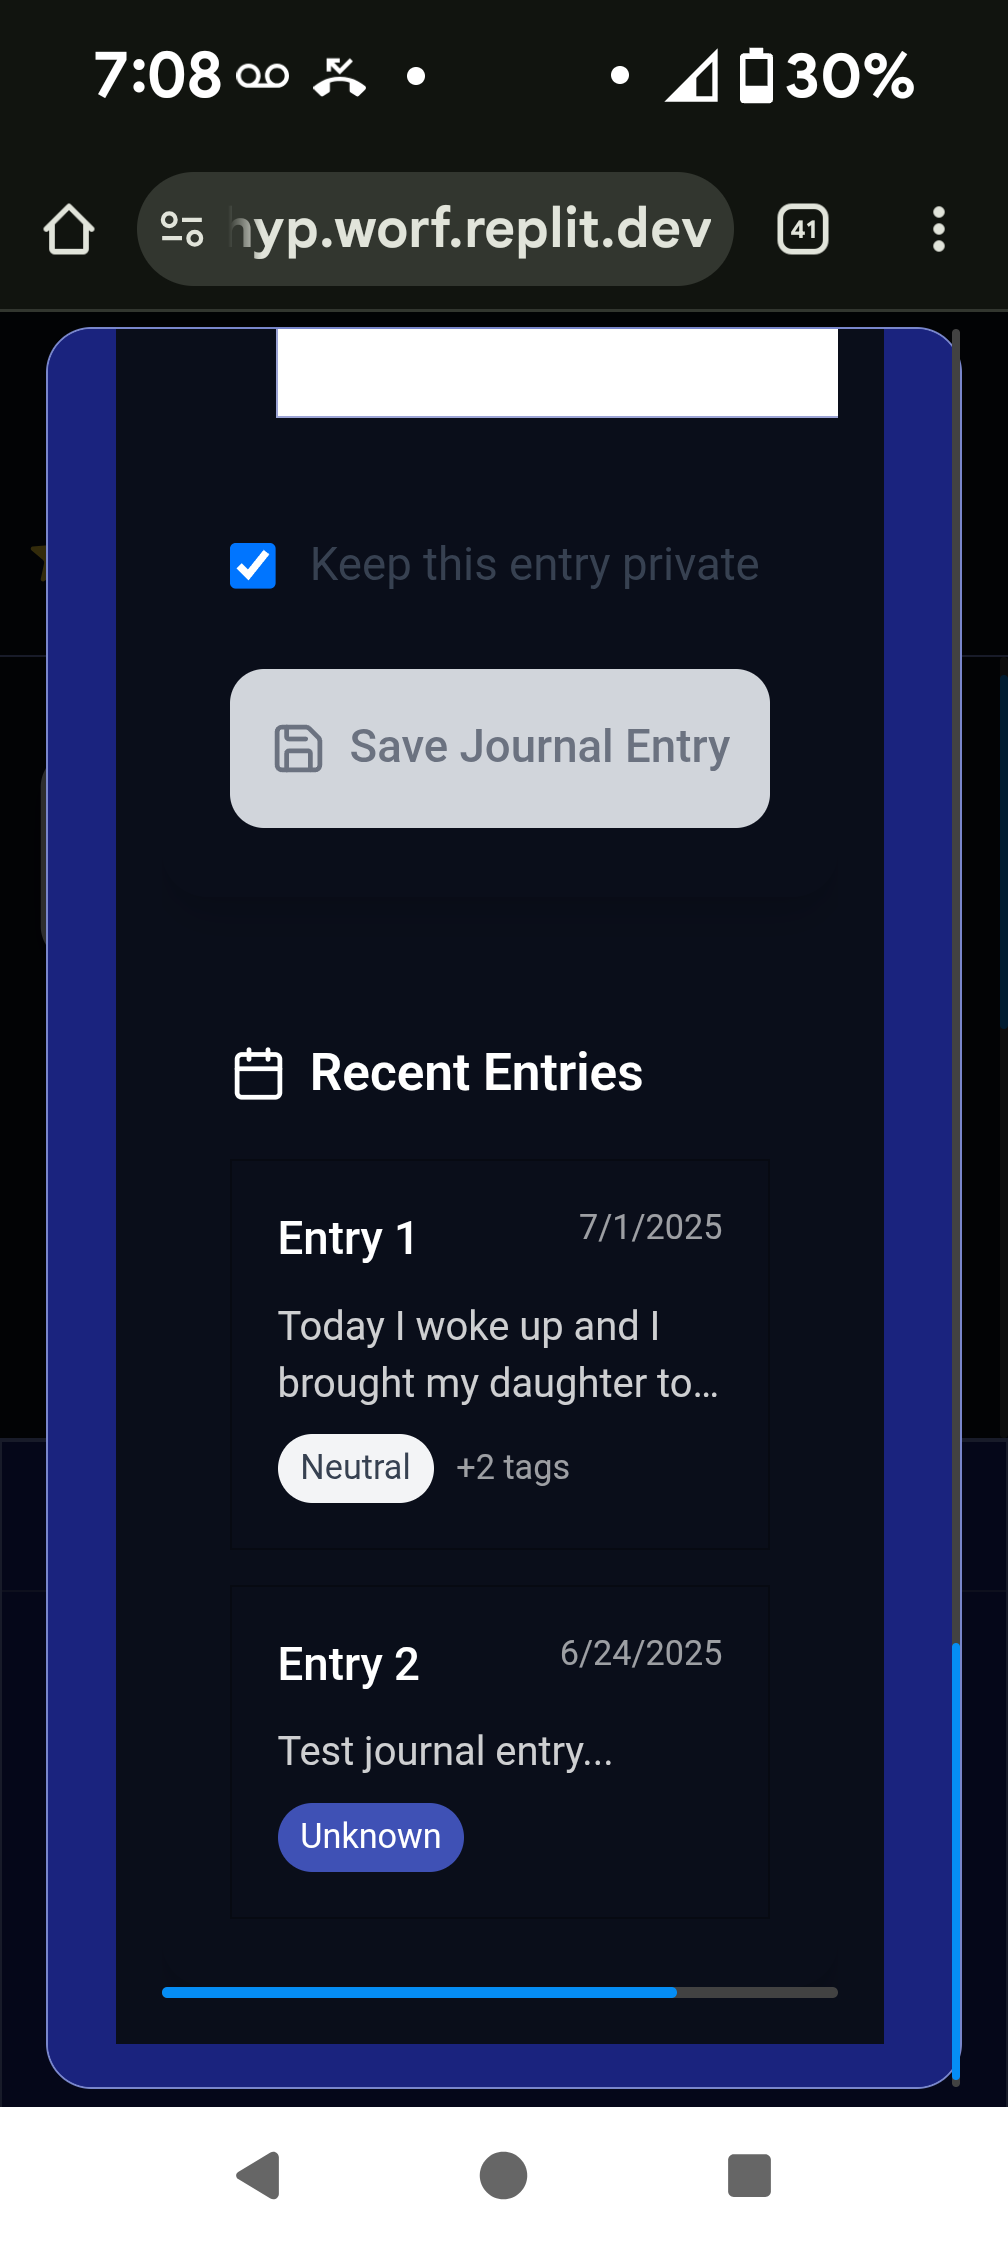 7:08 30%
hyp.worf.replit.dev 41
Keep this entry private
Save Journal Entry
Recent Entries
Entry 1 7/1/2025
Today I woke up and I
brought my daughter to...
Neutral +2 tags
Entry 2 6/24/2025
Test journal entry...
Unknown